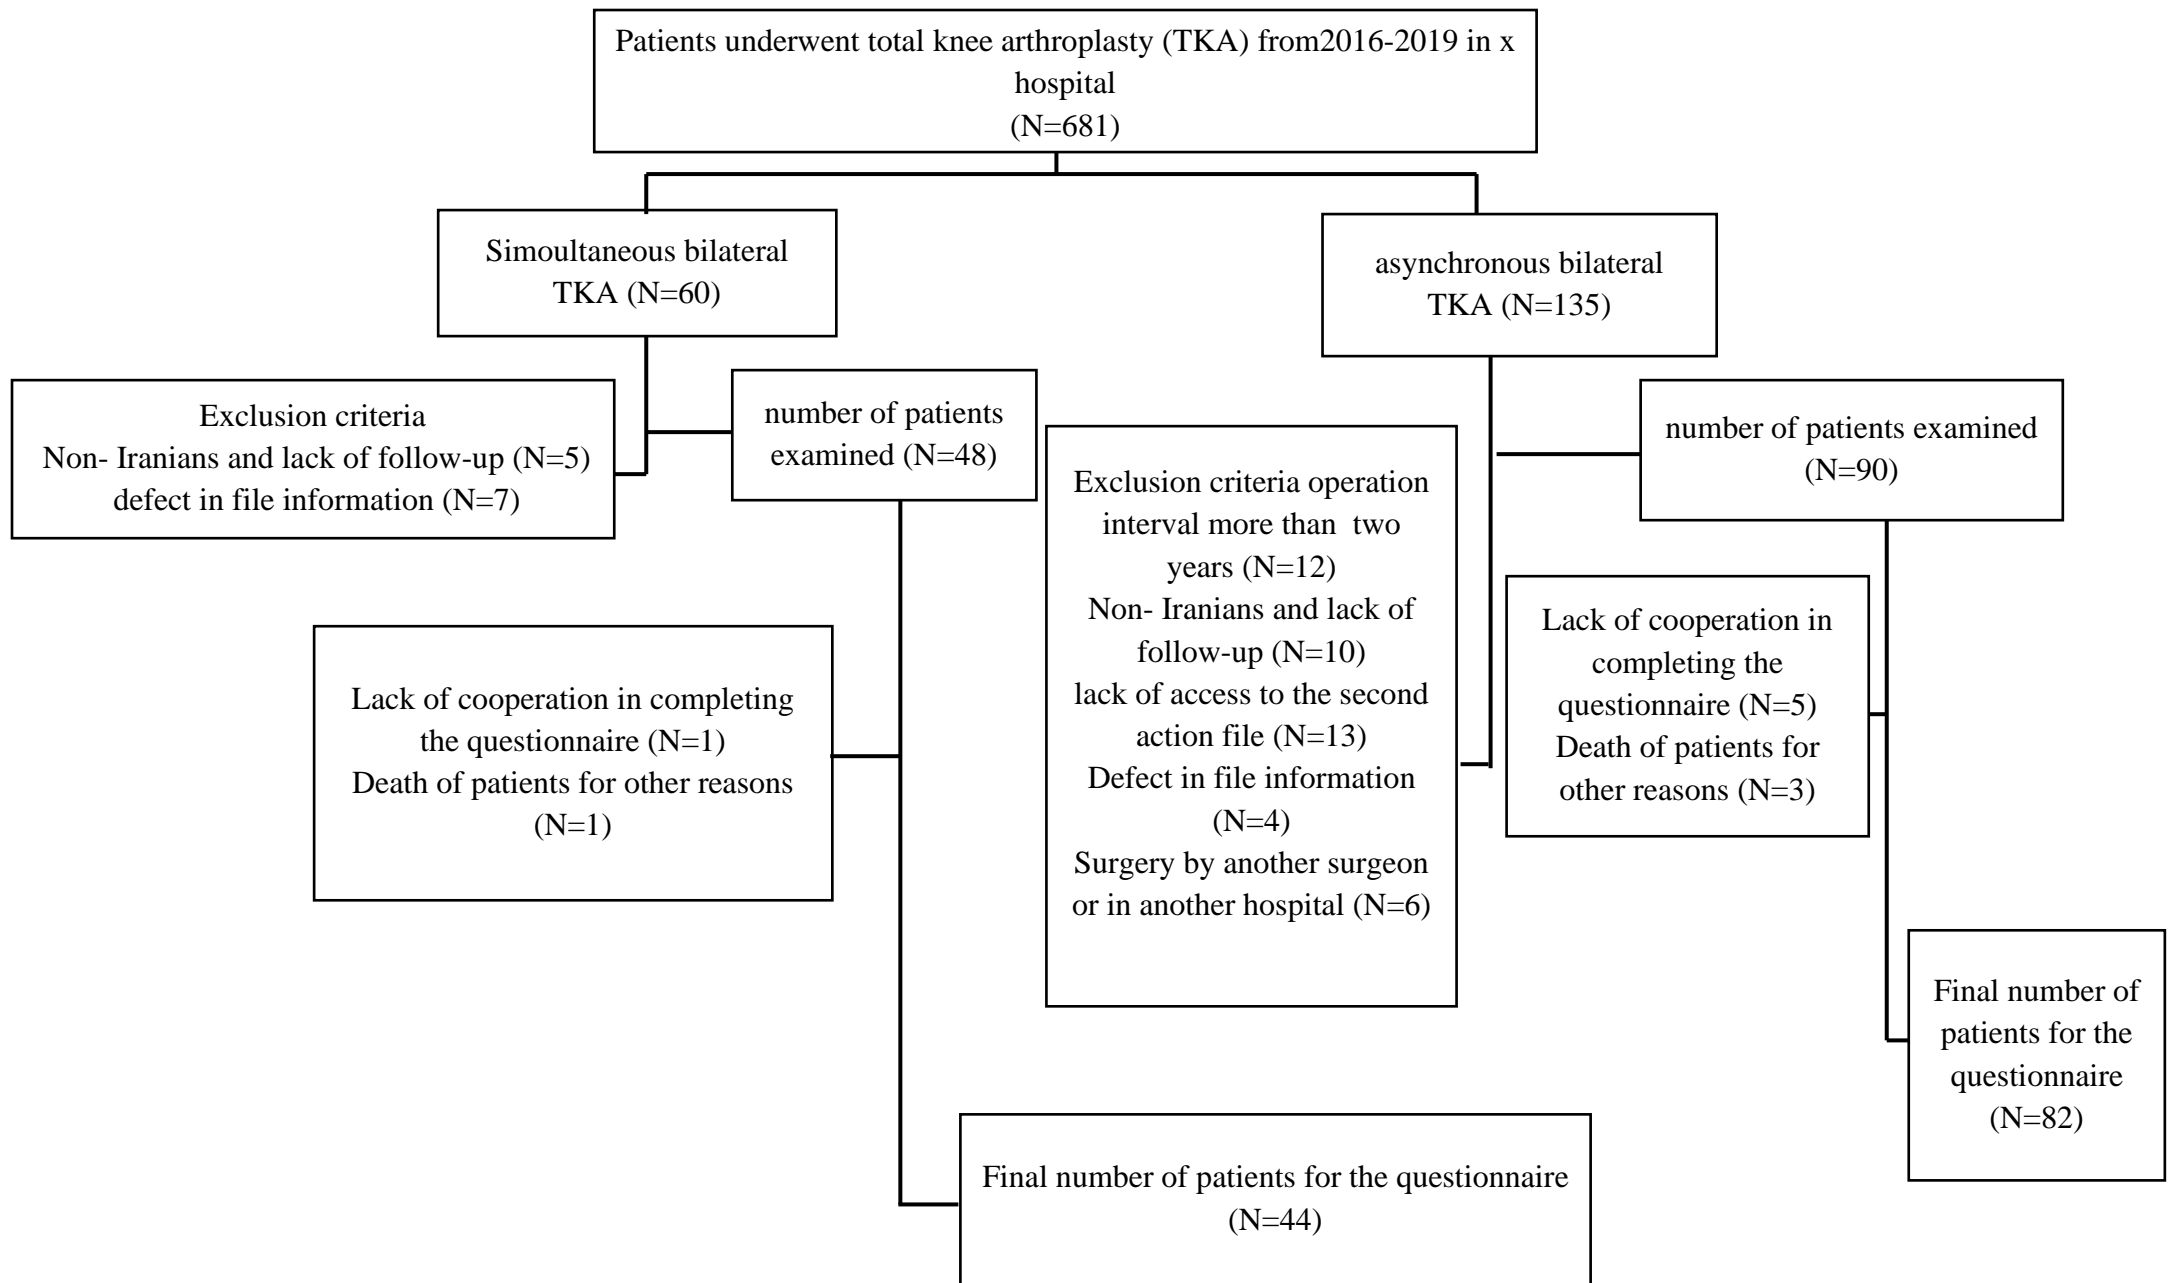 Patients underwent total knee arthroplasty (TKA) from2016-2019 in x
hospital
(N=681)
Simoultaneous bilateral
TKA (N=60)
asynchronous bilateral
TKA (N=135)
Exclusion criteria
Non- Iranians and lack of follow-up (N=5)
defect in file information (N=7)
number of patients
examined (N=48)
Exclusion criteria operation
interval more than  two
years (N=12)
Non- Iranians and lack of
follow-up (N=10)
lack of access to the second
action file (N=13)
Defect in file information
(N=4)
Surgery by another surgeon
or in another hospital (N=6)
number of patients examined
(N=90)
Lack of cooperation in completing
the questionnaire (N=1)
Death of patients for other reasons
(N=1)
Lack of cooperation in
completing the
questionnaire (N=5)
Death of patients for
other reasons (N=3)
Final number of patients for the questionnaire
(N=44)
Final number of
patients for the
questionnaire
(N=82)